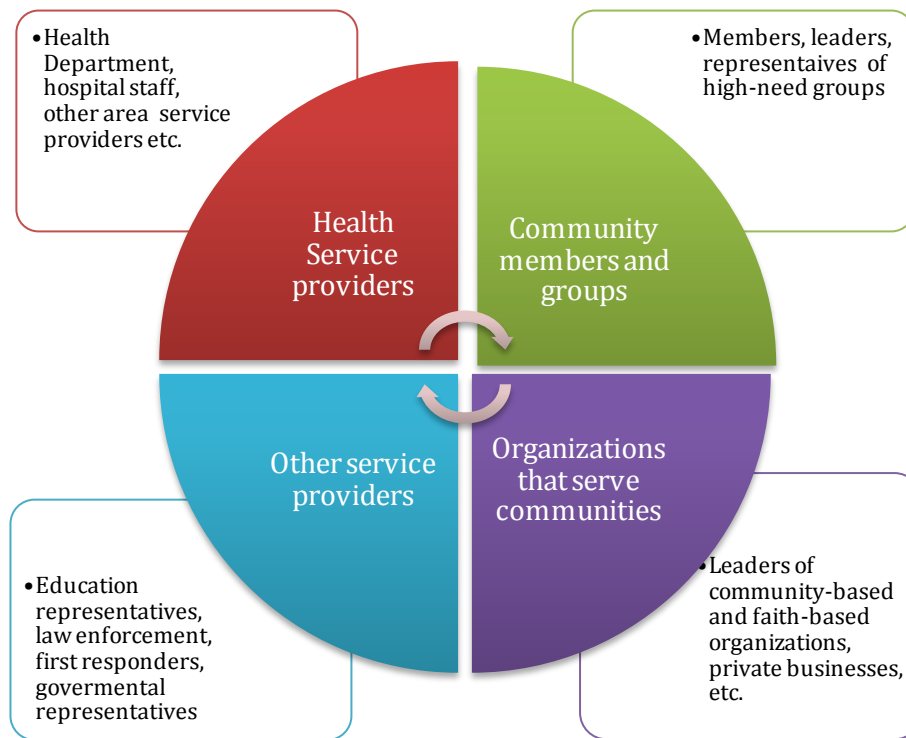 •Health
Department,
hospital staff,
other area service
providers etc.
•Members, leaders,
representaives of
high-need groups
Health
Service
providers
Community
members and
groups
Other service
providers
Organizations
that serve
communities
•Education
representatives,
law enforcement,
first responders,
govermental
representatives
•Leaders of
community-based
and faith-based
organizations,
private businesses,
etc.